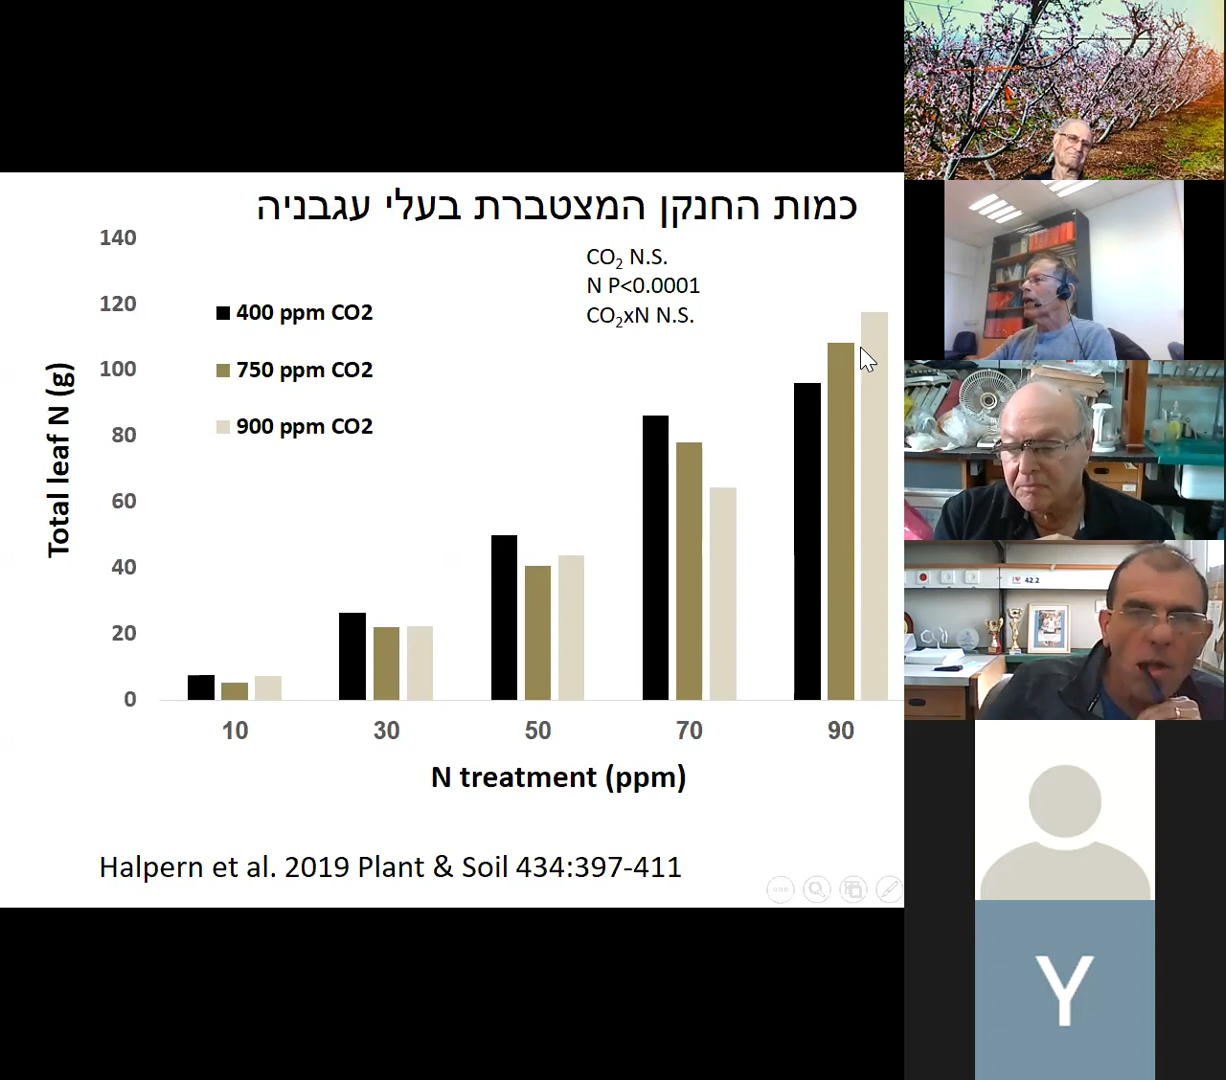 כמות החנקן המצטברת בעלי עגבניה
CO₂ N.S.
N P<0.0001
CO₂xN N.S.
140
120
100
80
60
40
20
0
Total leaf N (g)
400 ppm CO2
750 ppm CO2
900 ppm CO2
10 30 50 70 90
N treatment (ppm)
Halpern et al. 2019 Plant & Soil 434:397-411
42.2
Y